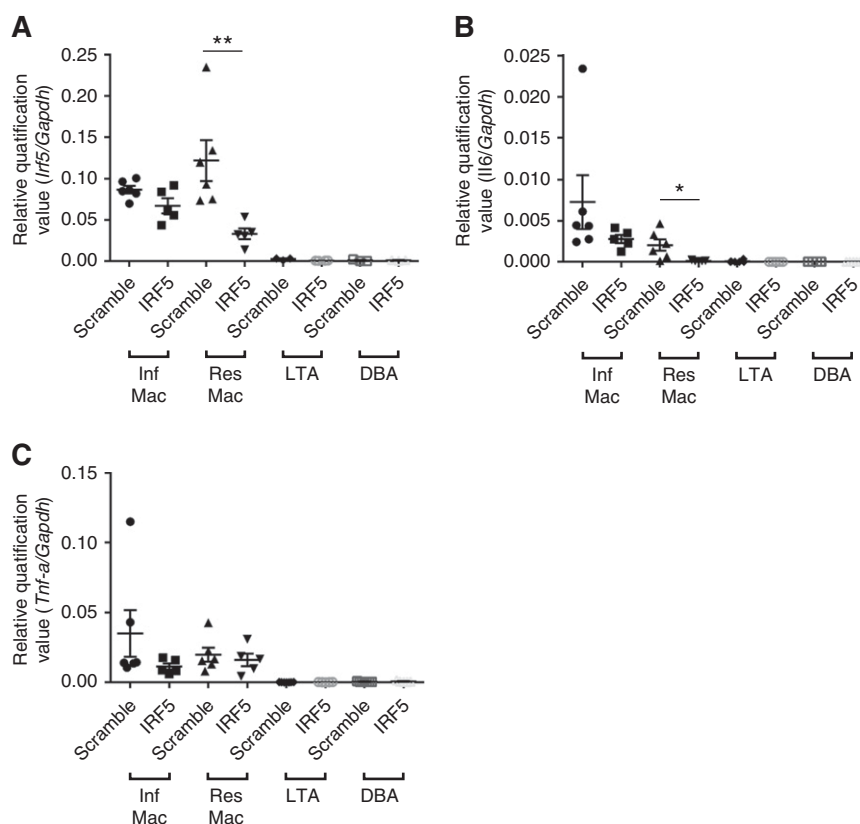 A
Relative quatification
value (Irf5/Gapdh)
0.25
0.20
0.15
0.10
0.05
0.00
**
Scramble
IRF5
Scramble
IRF5
Scramble
IRF5
Scramble
IRF5
Inf
Mac
Res
Mac
LTA
DBA
B
Relative quatification
value (Il6/Gapdh)
0.025
0.020
0.015
0.010
0.005
0.000
*
Scramble
IRF5
Scramble
IRF5
Scramble
IRF5
Scramble
IRF5
Inf
Mac
Res
Mac
LTA
DBA
C
Relative quatification
value (Tnf-a/Gapdh)
0.15
0.10
0.05
0.00
Scramble
IRF5
Scramble
IRF5
Scramble
IRF5
Scramble
IRF5
Inf
Mac
Res
Mac
LTA
DBA